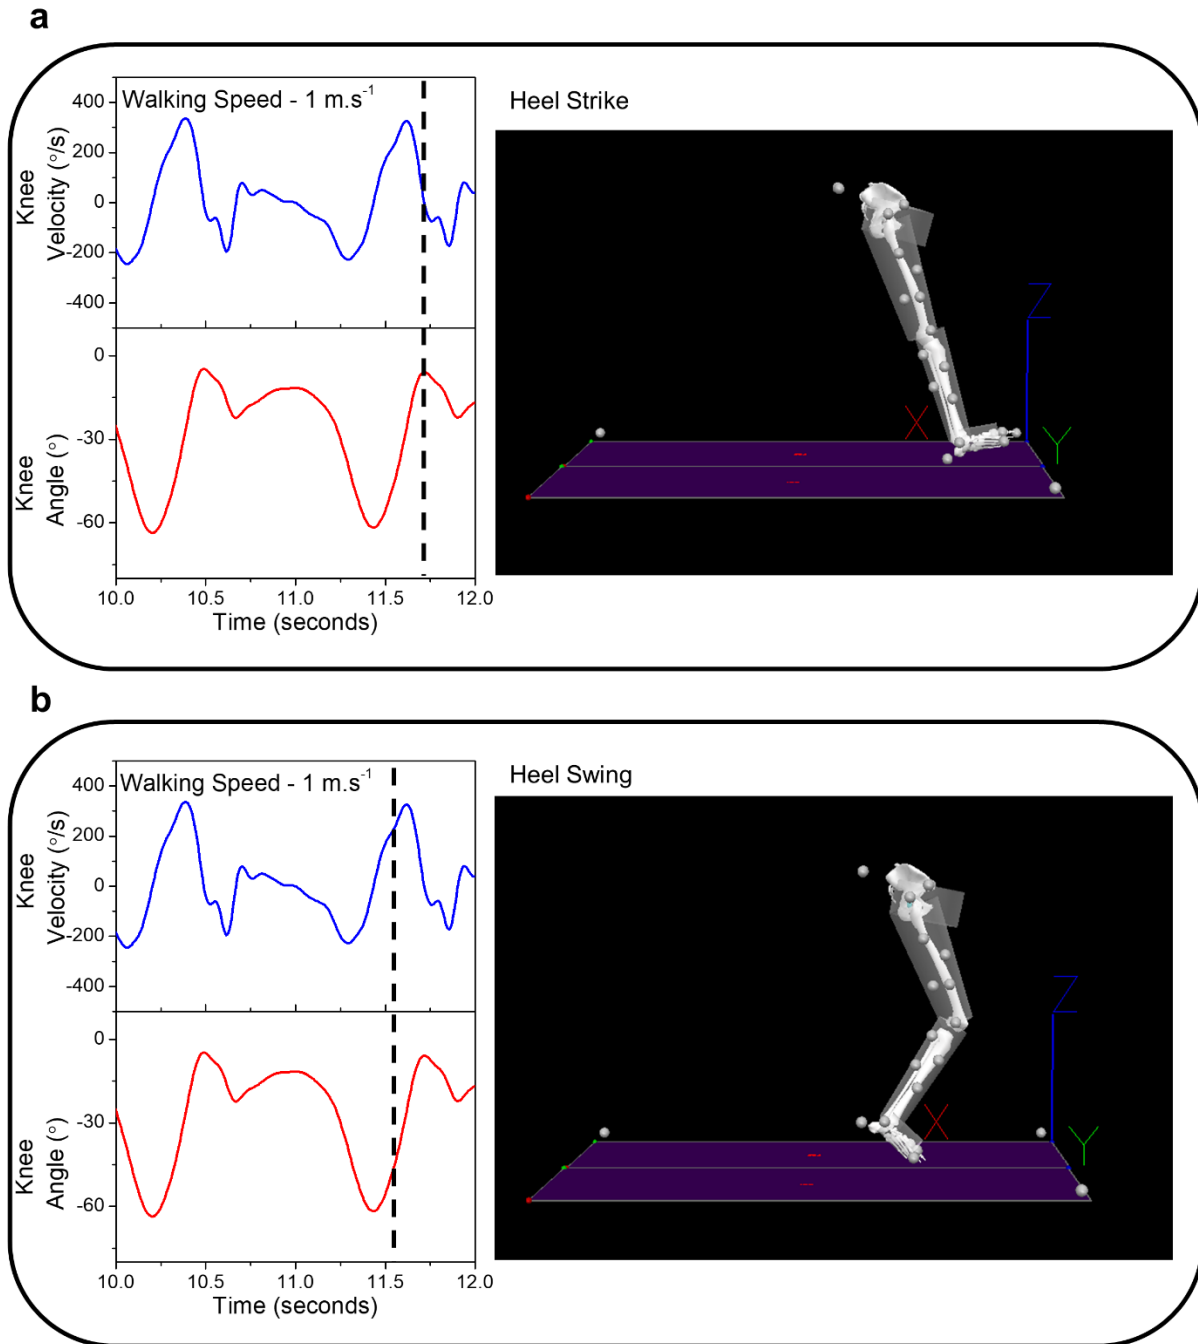 a
Walking Speed - 1 m.s⁻¹
Heel Strike
Knee
Velocity (°/s)
400
200
0
-200
-400
Knee
Angle (°)
0
-30
-60
10.0 10.5 11.0 11.5 12.0
Time (seconds)
Z
X
Y
b
Walking Speed - 1 m.s⁻¹
Heel Swing
Knee
Velocity (°/s)
400
200
0
-200
-400
Knee
Angle (°)
0
-30
-60
10.0 10.5 11.0 11.5 12.0
Time (seconds)
Z
X
Y